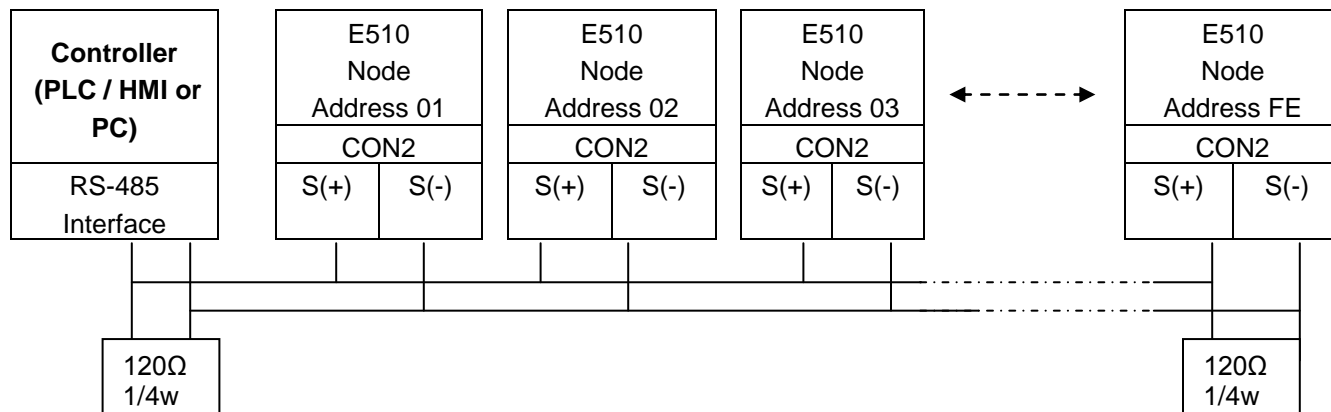 Controller
(PLC / HMI or
PC)
RS-485
Interface
E510
Node
Address 01
CON2
S(+) S(-)
E510
Node
Address 02
CON2
S(+) S(-)
E510
Node
Address 03
CON2
S(+) S(-)
E510
Node
Address FE
CON2
S(+) S(-)
120Ω
1/4w
120Ω
1/4w